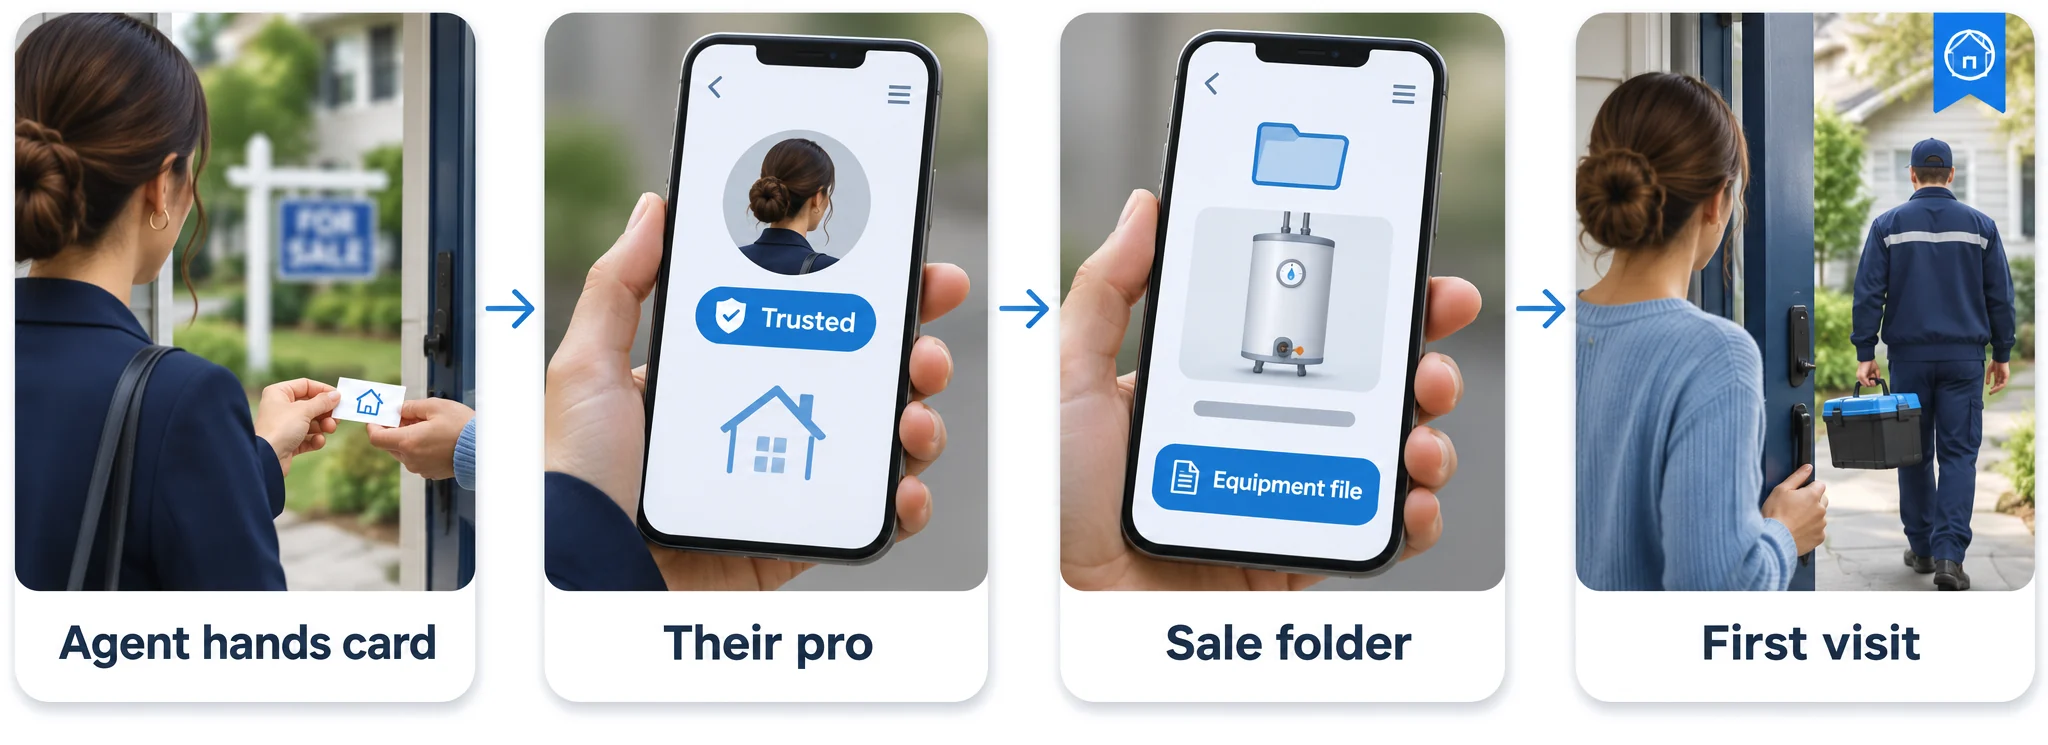 FOR
SALE
Trusted
Equipment file
Agent hands card
Their pro
Sale folder
First visit